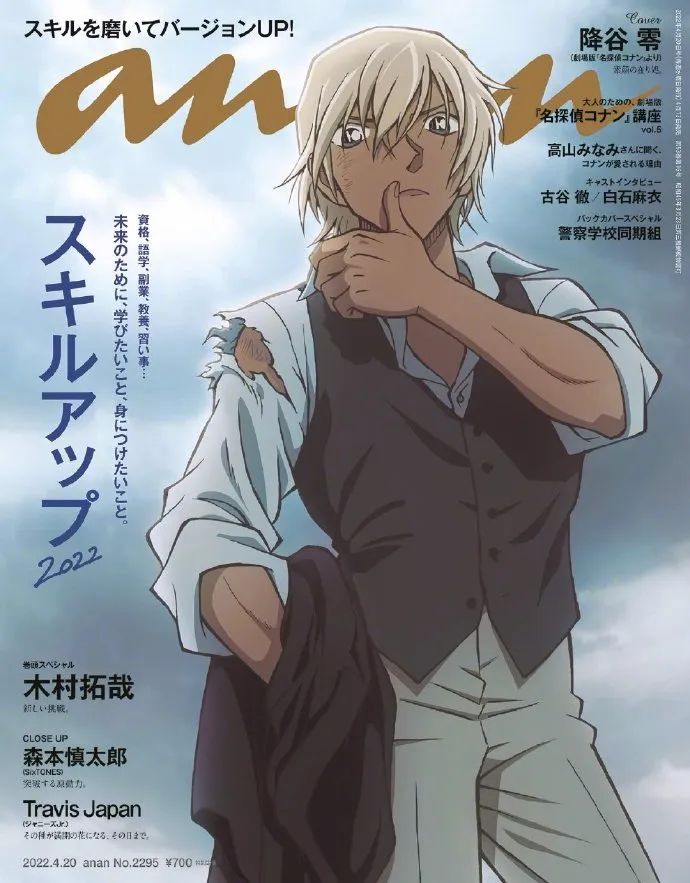 スキルを磨いてバージョンUP!
anan
Cover
降谷 零
(劇場版『名探偵コナン』より)
素顔の在り処。
大人のための、劇場版
『名探偵コナン』講座
vol.5
高山みなみさんに聞く、
コナンが愛される理由
キャストインタビュー
古谷 徹/白石麻衣
バックカバースペシャル
警察学校同期組
資格、語学、副業、教養、習い事…
未来のために、学びたいこと、身につけたいこと。
スキルアップ
2022
巻頭スペシャル
木村拓哉
新しい挑戦。
CLOSE UP
森本慎太郎
(SixTONES)
突破する原動力。
Travis Japan
(ジャニーズJr.)
その種が満開の花になる、その日まで。
2022.4.20 anan No.2295 ¥700